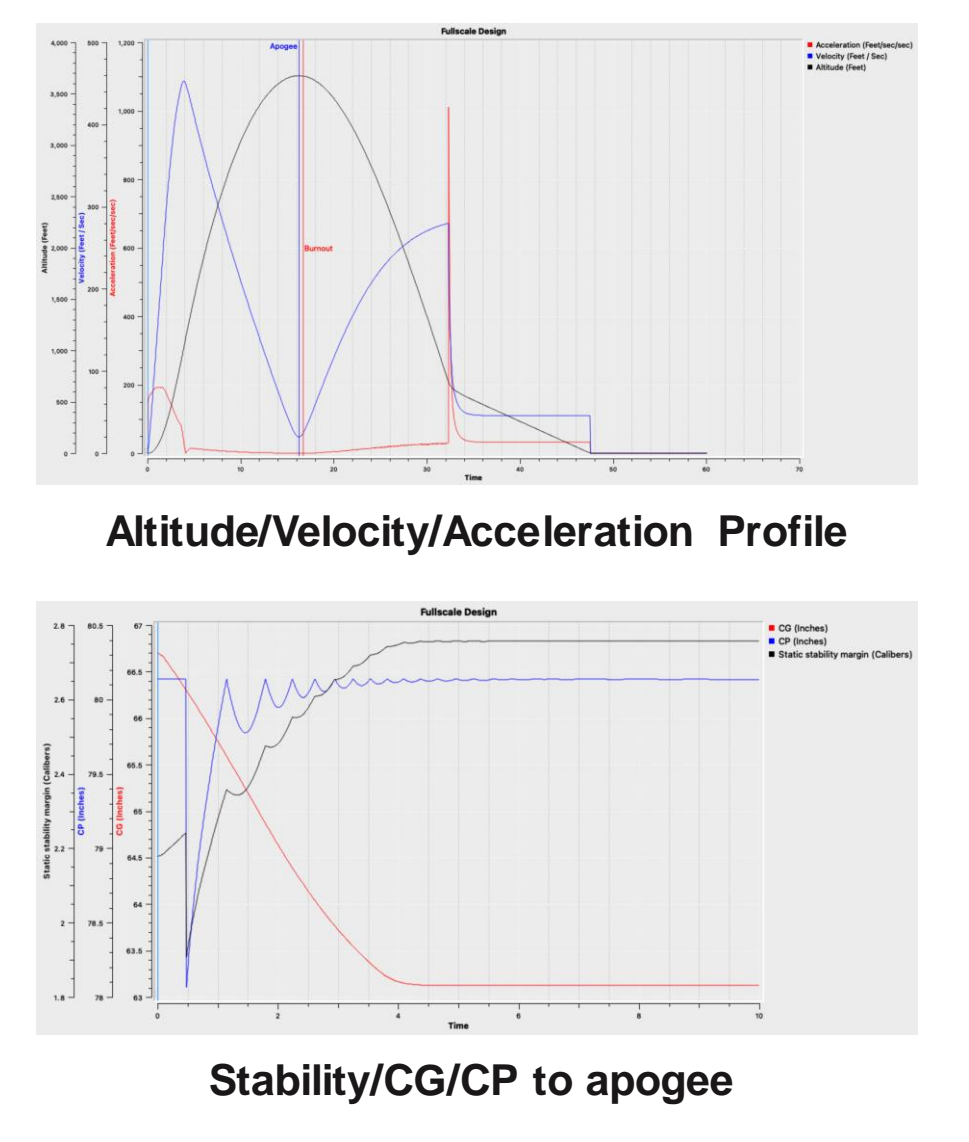 Fullscale Design
4,000 500 1,200
Apogee
Acceleration (Feet/sec/sec)
Velocity (Feet / Sec)
Altitude (Feet)
3,500
1,000
400
3,000
800
2,500
300
Altitude (Feet)
Velocity (Feet / Sec)
Acceleration (Feet/sec/sec)
2,000
600
Burnout
200
1,500
400
1,000
100
200
500
0 0 0
0 10 20 30 40 50 60 70
Time
Altitude/Velocity/Acceleration Profile
Fullscale Design
2.8 80.5 67
CG (Inches)
CP (Inches)
Static stability margin (Calibers)
66.5
2.6 80
66
2.4 79.5
65.5
Static stability margin (Calibers)
CP (Inches)
CG (Inches)
65
2.2 79
64.5
64
2 78.5
63.5
1.8 78 63
0 2 4 6 8 10
Time
Stability/CG/CP to apogee